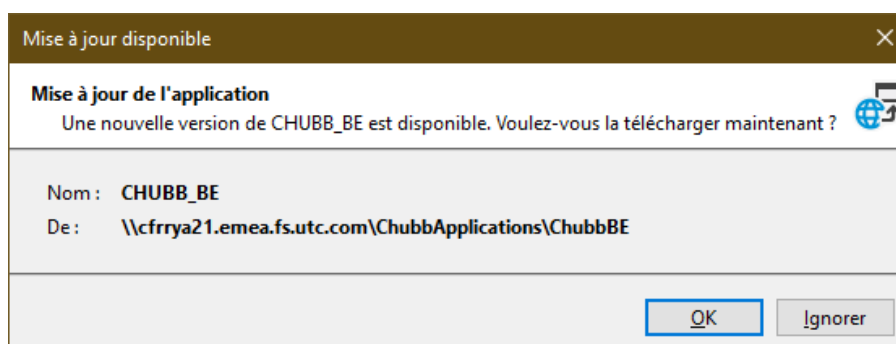 Mise à jour disponible
Mise à jour de l'application
Une nouvelle version de CHUBB_BE est disponible. Voulez-vous la télécharger maintenant ?
Nom : CHUBB_BE
De : \\cfrrya21.emea.fs.utc.com\ChubbApplications\ChubbBE
OK Ignorer